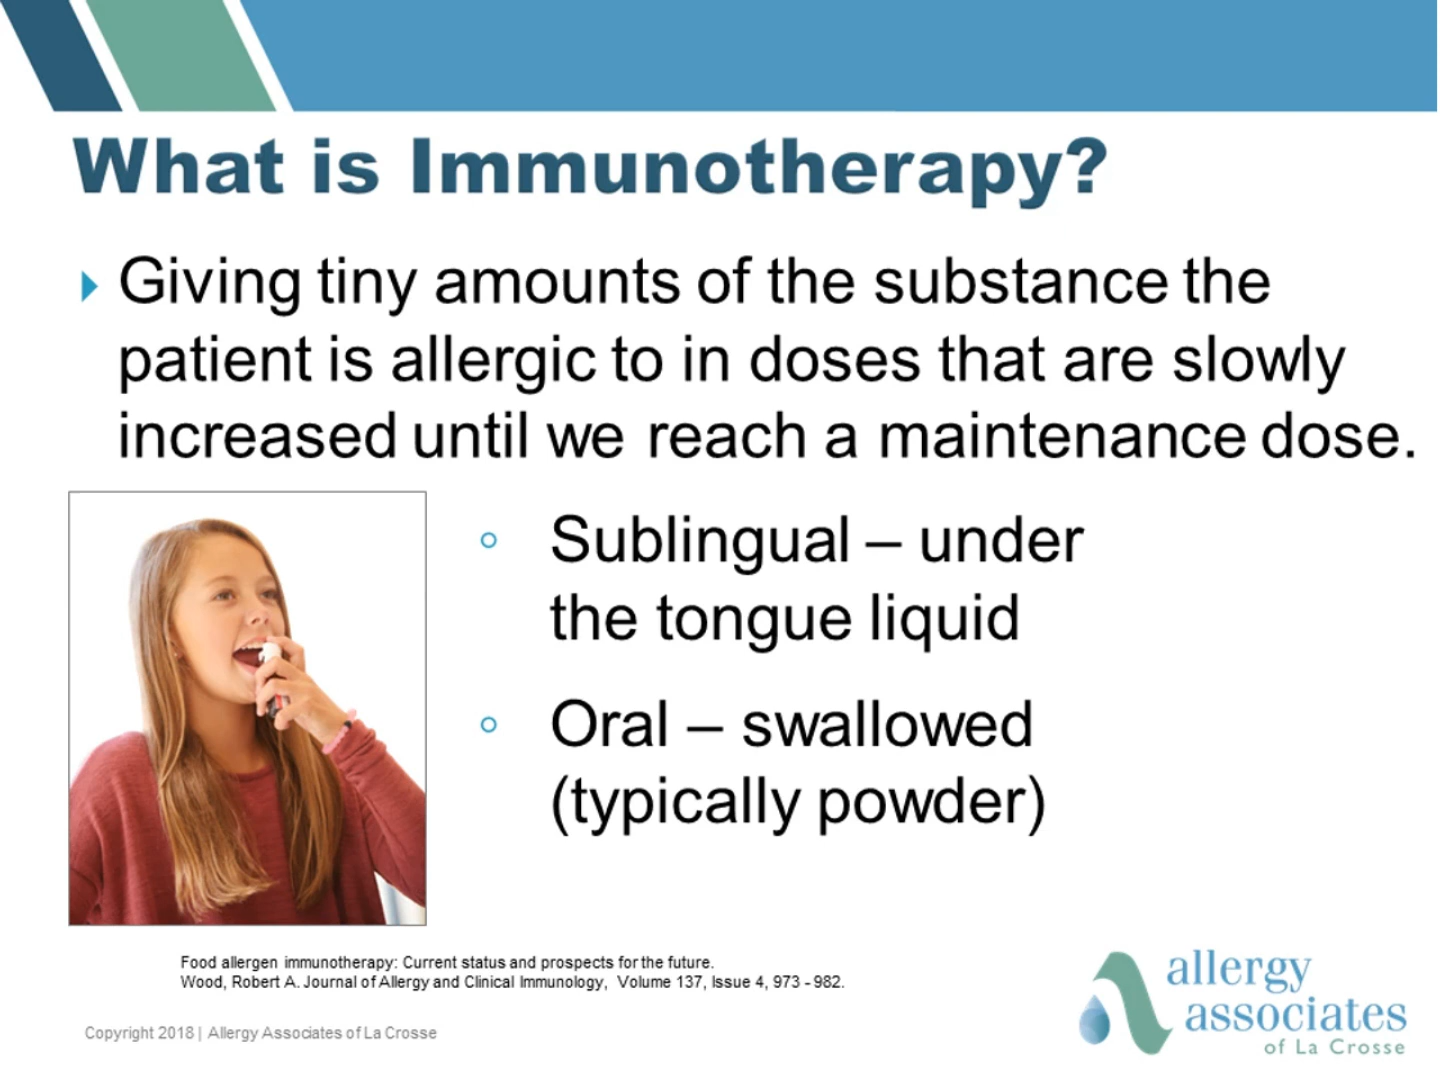 What is Immunotherapy?
Giving tiny amounts of the substance the
patient is allergic to in doses that are slowly
increased until we reach a maintenance dose.
Sublingual – under
the tongue liquid
Oral – swallowed
(typically powder)
Food allergen immunotherapy: Current status and prospects for the future.
Wood, Robert A. Journal of Allergy and Clinical Immunology, Volume 137, Issue 4, 973 - 982.
Copyright 2018 | Allergy Associates of La Crosse
allergy
associates
of La Crosse